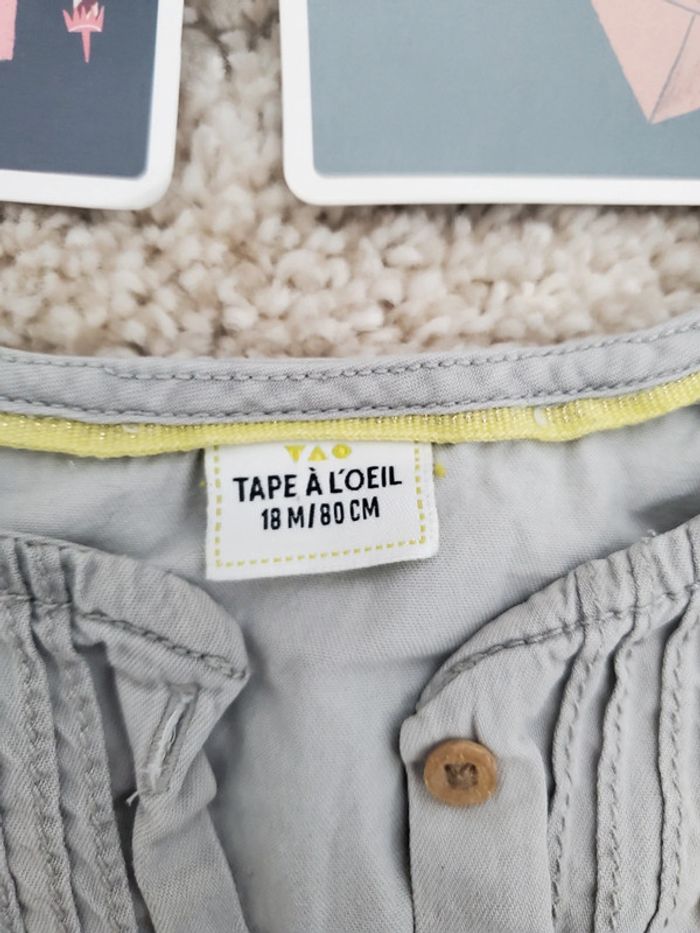 TAO
TAPE À L'OEIL
18 M/80 CM